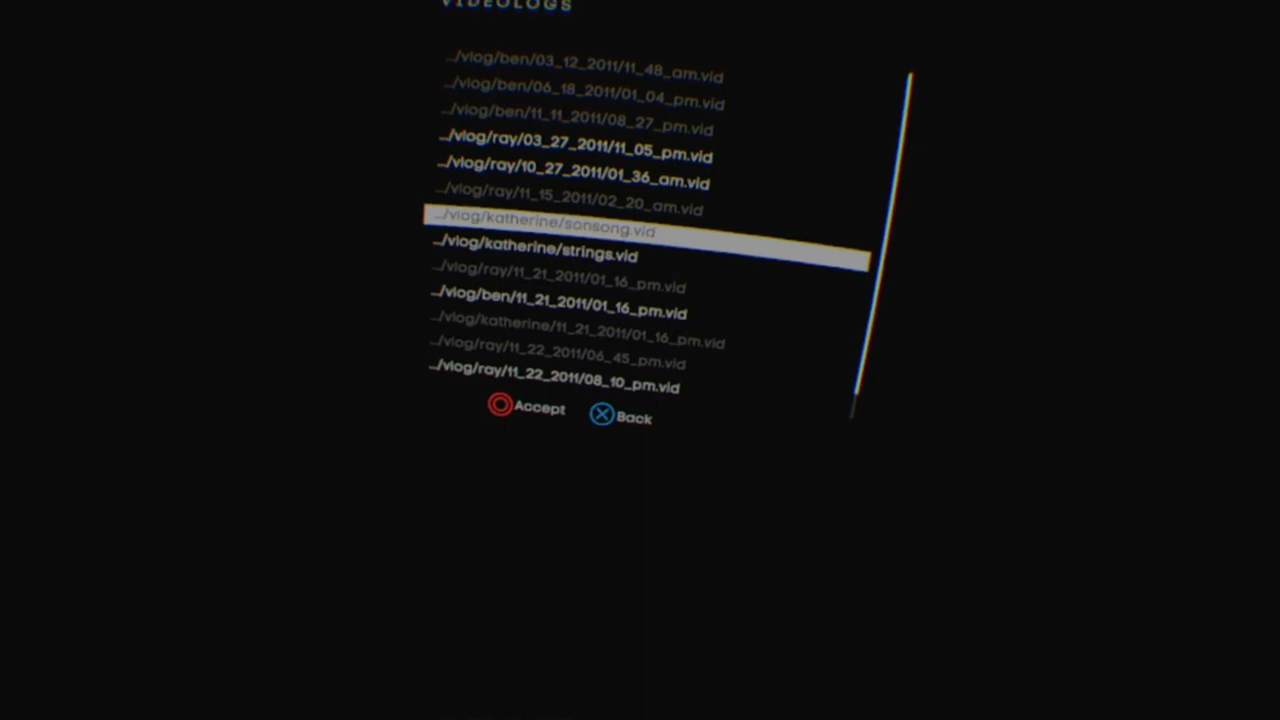 VIDEOLOGS
../vlog/ben/03_12_2011/11_48_am.vid
../vlog/ben/06_18_2011/01_04_pm.vid
../vlog/ben/11_11_2011/08_27_pm.vid
../vlog/ray/03_27_2011/11_05_pm.vid
../vlog/ray/10_27_2011/01_36_am.vid
../vlog/ray/11_15_2011/02_20_am.vid
../vlog/katherine/sonsong.vid
../vlog/katherine/strings.vid
../vlog/ray/11_21_2011/01_16_pm.vid
../vlog/ben/11_21_2011/01_16_pm.vid
../vlog/katherine/11_21_2011/01_16_pm.vid
../vlog/ray/11_22_2011/06_45_pm.vid
../vlog/ray/11_22_2011/08_10_pm.vid
Accept Back